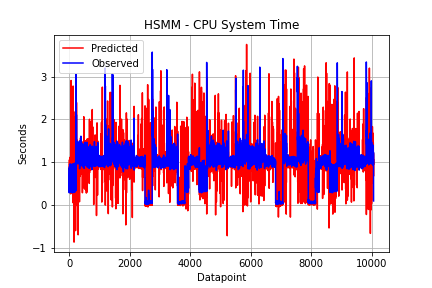 HSMM - CPU System Time
Predicted
Observed
Seconds
3
2
1
0
−1
0
2000
4000
6000
8000
10000
Datapoint